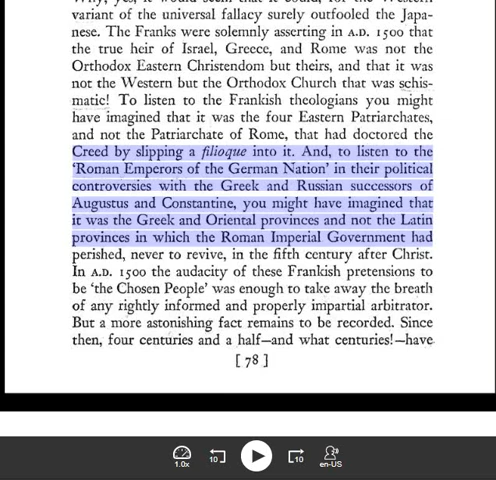 variant of the universal fallacy surely outfooled the Japa-
nese. The Franks were solemnly asserting in A.D. 1500 that
the true heir of Israel, Greece, and Rome was not the
Orthodox Eastern Christendom but theirs, and that it was
not the Western but the Orthodox Church that was schis-
matic! To listen to the Frankish theologians you might
have imagined that it was the four Eastern Patriarchates,
and not the Patriarchate of Rome, that had doctored the
Creed by slipping a filioque into it. And, to listen to the
‘Roman Emperors of the German Nation’ in their political
controversies with the Greek and Russian successors of
Augustus and Constantine, you might have imagined that
it was the Greek and Oriental provinces and not the Latin
provinces in which the Roman Imperial Government had
perished, never to revive, in the fifth century after Christ.
In A.D. 1500 the audacity of these Frankish pretensions to
be ‘the Chosen People’ was enough to take away the breath
of any rightly informed and properly impartial arbitrator.
But a more astonishing fact remains to be recorded. Since
then, four centuries and a half—and what centuries!—have
[ 78 ]
1.0x 10 10 en-US